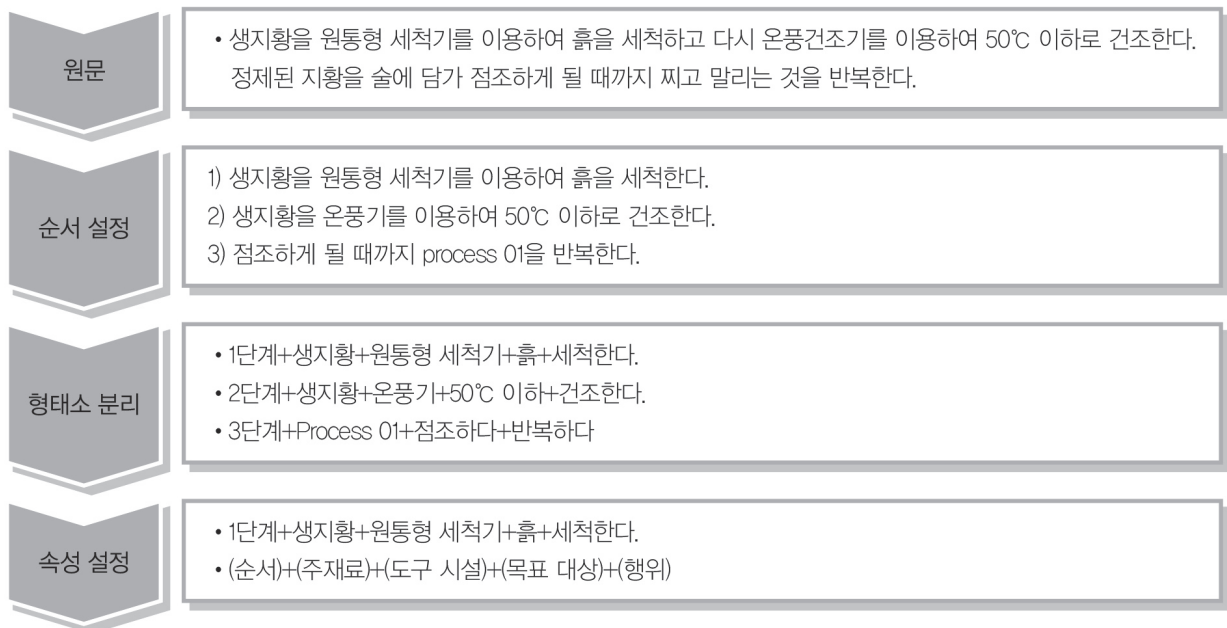 원문
• 생지황을 원통형 세척기를 이용하여 흙을 세척하고 다시 온풍건조기를 이용하여 50℃ 이하로 건조한다.
정제된 지황을 술에 담가 점조하게 될 때까지 찌고 말리는 것을 반복한다.
순서 설정
1) 생지황을 원통형 세척기를 이용하여 흙을 세척한다.
2) 생지황을 온풍기를 이용하여 50℃ 이하로 건조한다.
3) 점조하게 될 때까지 process 01을 반복한다.
형태소 분리
• 1단계+생지황+원통형 세척기+흙+세척한다.
• 2단계+생지황+온풍기+50℃ 이하+건조한다.
• 3단계+Process 01+점조하다+반복하다
속성 설정
• 1단계+생지황+원통형 세척기+흙+세척한다.
• (순서)+(주재료)+(도구 시설)+(목표 대상)+(행위)